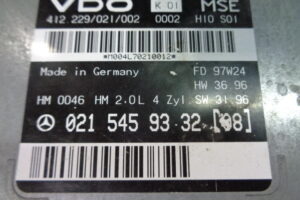 VDO K 01 MSE
412.229/021/002 0002 H10 S01
*M004L70210012*
Made in Germany FD 97W24
HW 36.96
HM 0046 HM 2.0L 4 Zyl SW 31.96
021 545 93 32 [08]